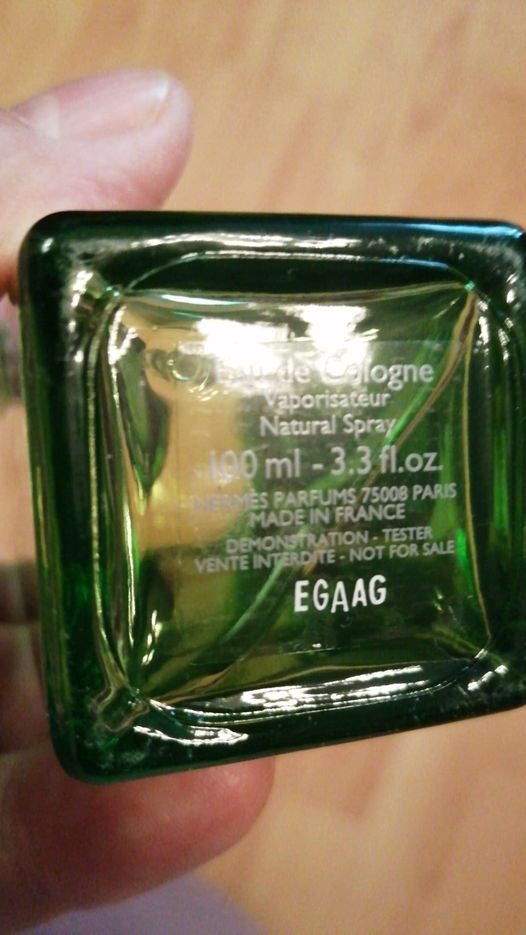 Eau de Cologne
Vaporisateur
Natural Spray
100 ml - 3.3 fl.oz.
HERMÈS PARFUMS 75008 PARIS
MADE IN FRANCE
DEMONSTRATION - TESTER
VENTE INTERDITE - NOT FOR SALE
EGAAG